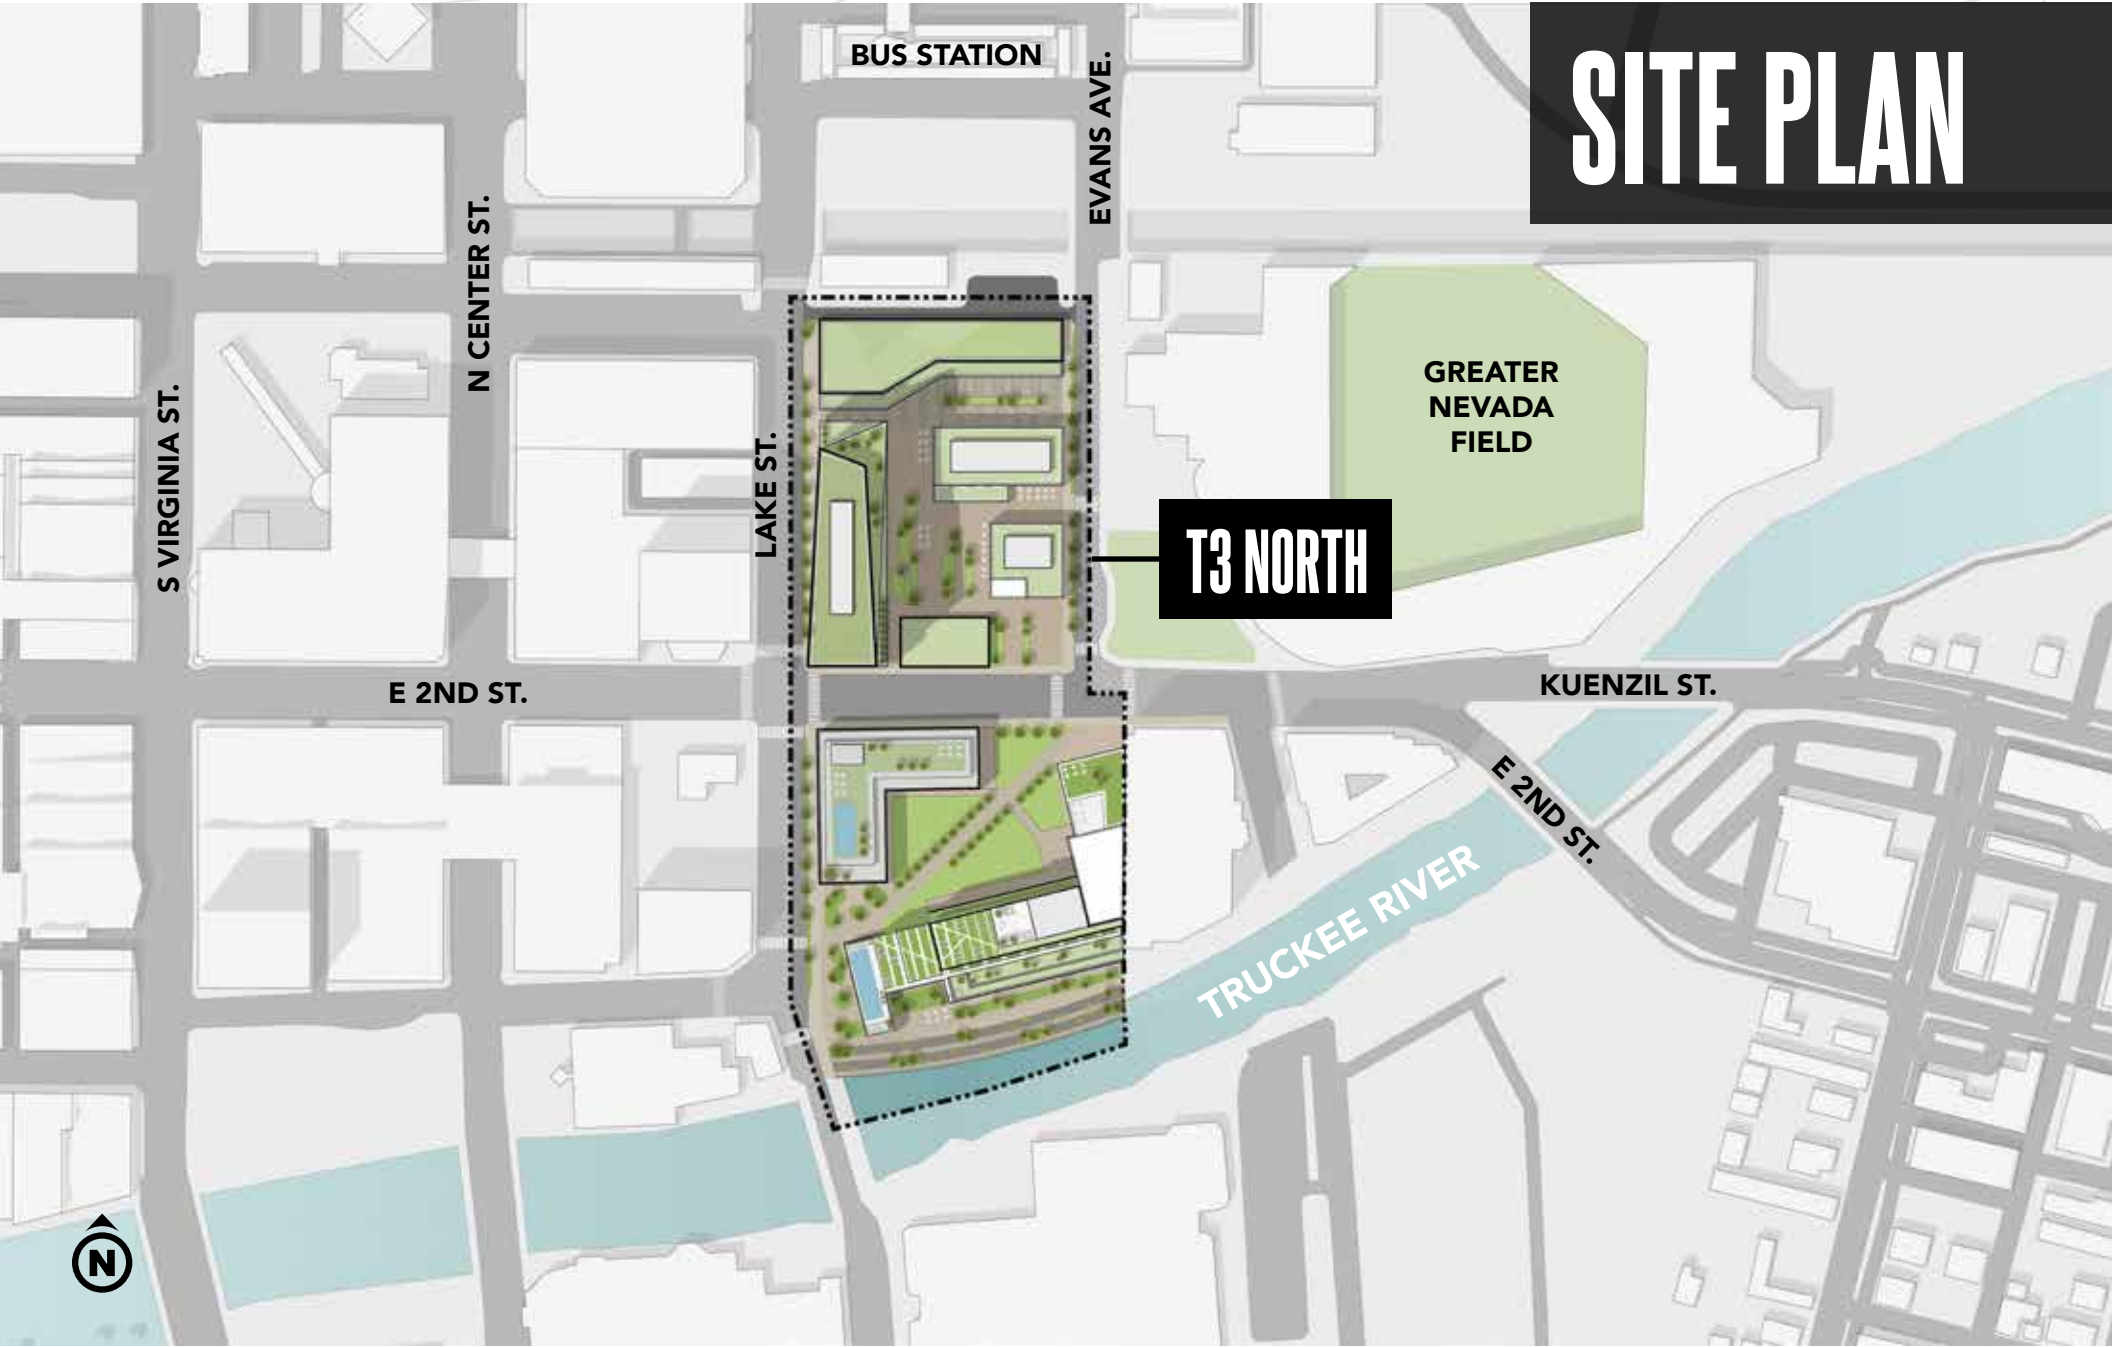 BUS STATION
EVANS AVE.
SITE PLAN
N CENTER ST.
S VIRGINIA ST.
LAKE ST.
GREATER
NEVADA
FIELD
T3 NORTH
E 2ND ST.
KUENZIL ST.
E 2ND ST.
TRUCKEE RIVER
N